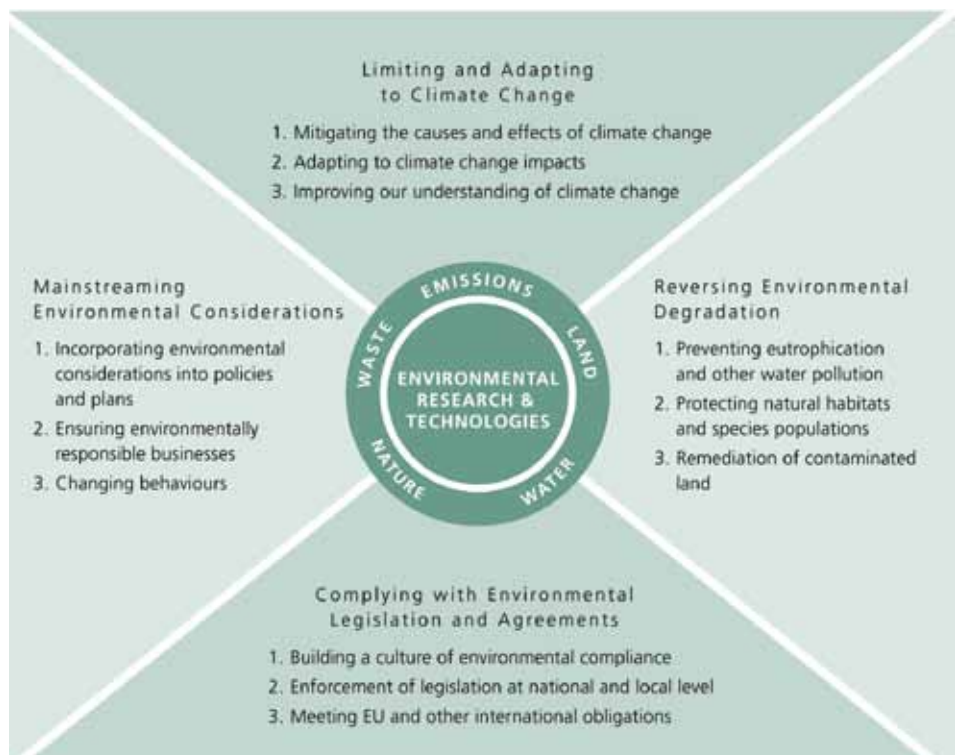 Limiting and Adapting
to Climate Change
1. Mitigating the causes and effects of climate change
2. Adapting to climate change impacts
3. Improving our understanding of climate change
Mainstreaming
Environmental Considerations
1. Incorporating environmental
considerations into policies
and plans
2. Ensuring environmentally
responsible businesses
3. Changing behaviours
EMISSIONS
LAND
WATER
NATURE
WASTE
ENVIRONMENTAL
RESEARCH &
TECHNOLOGIES
Reversing Environmental
Degradation
1. Preventing eutrophication
and other water pollution
2. Protecting natural habitats
and species populations
3. Remediation of contaminated
land
Complying with Environmental
Legislation and Agreements
1. Building a culture of environmental compliance
2. Enforcement of legislation at national and local level
3. Meeting EU and other international obligations